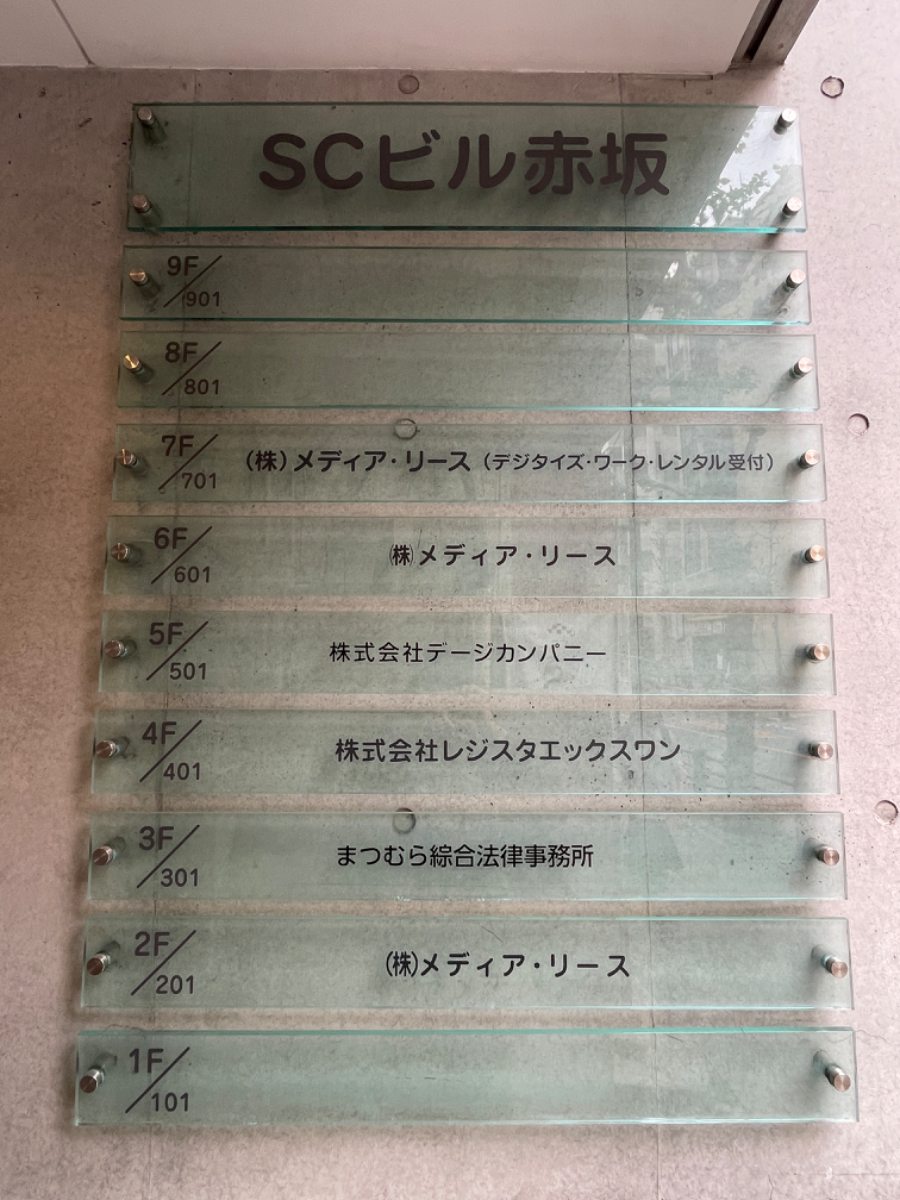 SCビル赤坂
9F/901
8F/801
7F/701 (株)メディア・リース (デジタイズ・ワーク・レンタル受付)
6F/601 ㈱メディア・リース
5F/501 株式会社デージカンパニー
4F/401 株式会社レジスタエックスワン
3F/301 まつむら綜合法律事務所
2F/201 (株)メディア・リース
1F/101